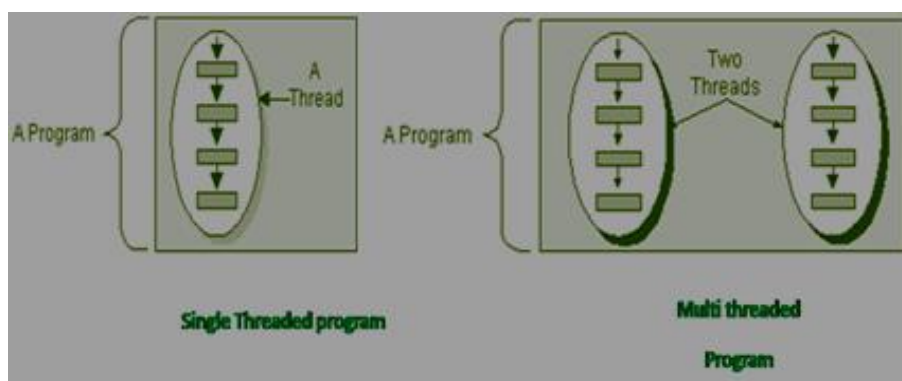 A
Thread
A Program
Single Threaded program
Two
Threads
A Program
Multi threaded
Program